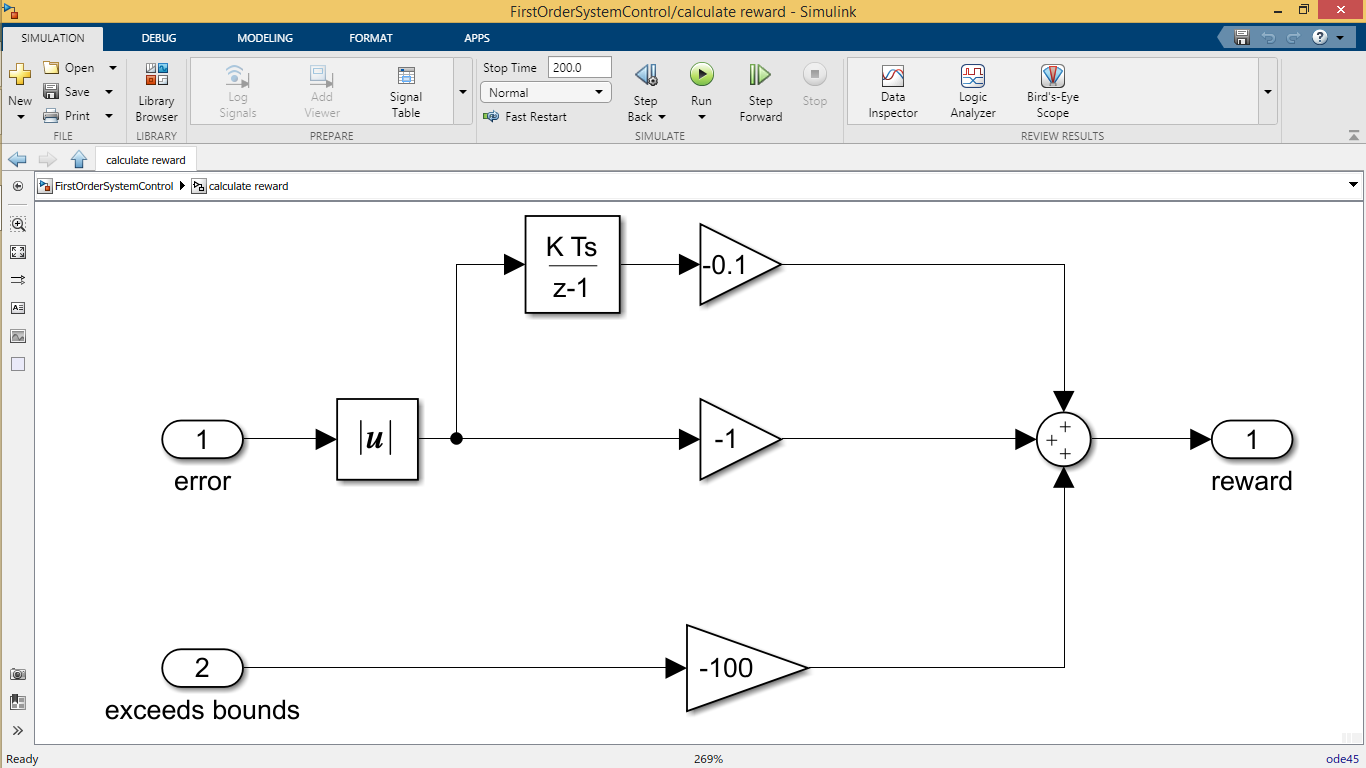 FirstOrderSystemControl/calculate reward - Simulink
SIMULATION DEBUG MODELING FORMAT APPS
New
Open
Save
Print
FILE
Library
Browser
LIBRARY
Log
Signals
Add
Viewer
Signal
Table
PREPARE
Stop Time 200.0
Normal
Fast Restart
Step
Back
Run
Step
Forward
Stop
SIMULATE
Data
Inspector
Logic
Analyzer
Bird's-Eye
Scope
REVIEW RESULTS
calculate reward
FirstOrderSystemControl calculate reward
K Ts
z-1
-0.1
1
error
|u|
-1
+
+
+
1
reward
2
exceeds bounds
-100
Ready 269% ode45